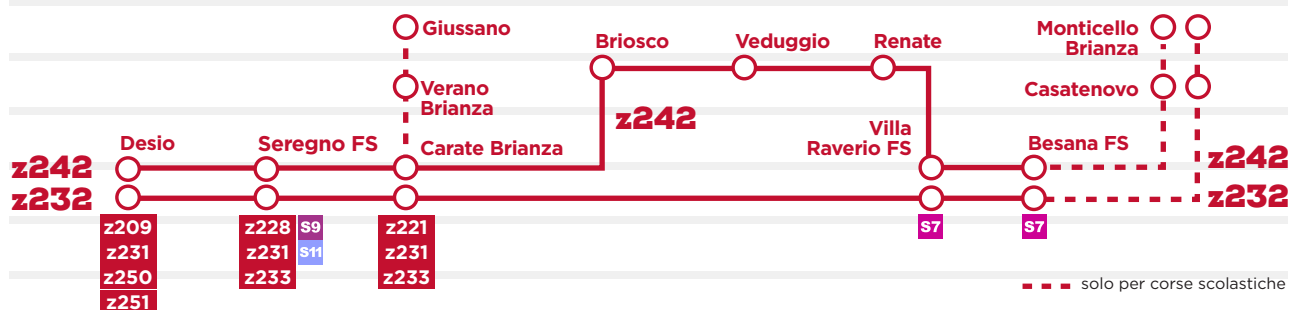 Giussano
Verano
Brianza
Briosco
Veduggio
Renate
Monticello
Brianza
Casatenovo
z242
Desio
Seregno FS
Carate Brianza
Villa
Raverio FS
Besana FS
z242
z232
z242
z232
z209
z231
z250
z251
z228
z231
z233
S9
S11
z221
z231
z233
S7
S7
solo per corse scolastiche